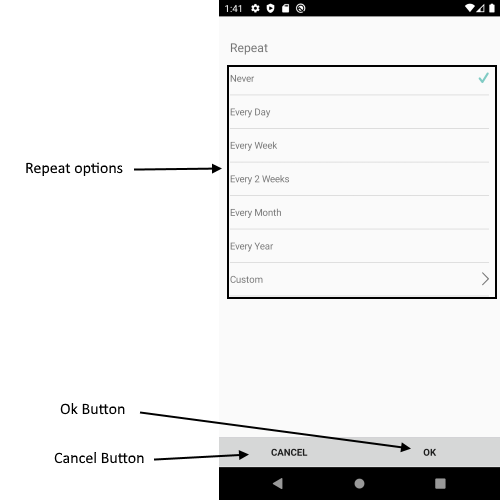 1:41
Repeat
Never
Every Day
Every Week
Repeat options
Every 2 Weeks
Every Month
Every Year
Custom
Ok Button
Cancel Button
CANCEL
OK